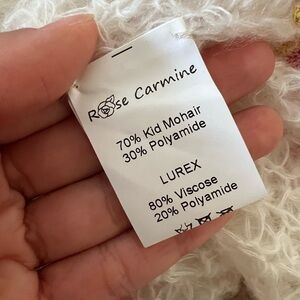 Rose Carmine
70% Kid Mohair
30% Polyamide
LUREX
80% Viscose
20% Polyamide